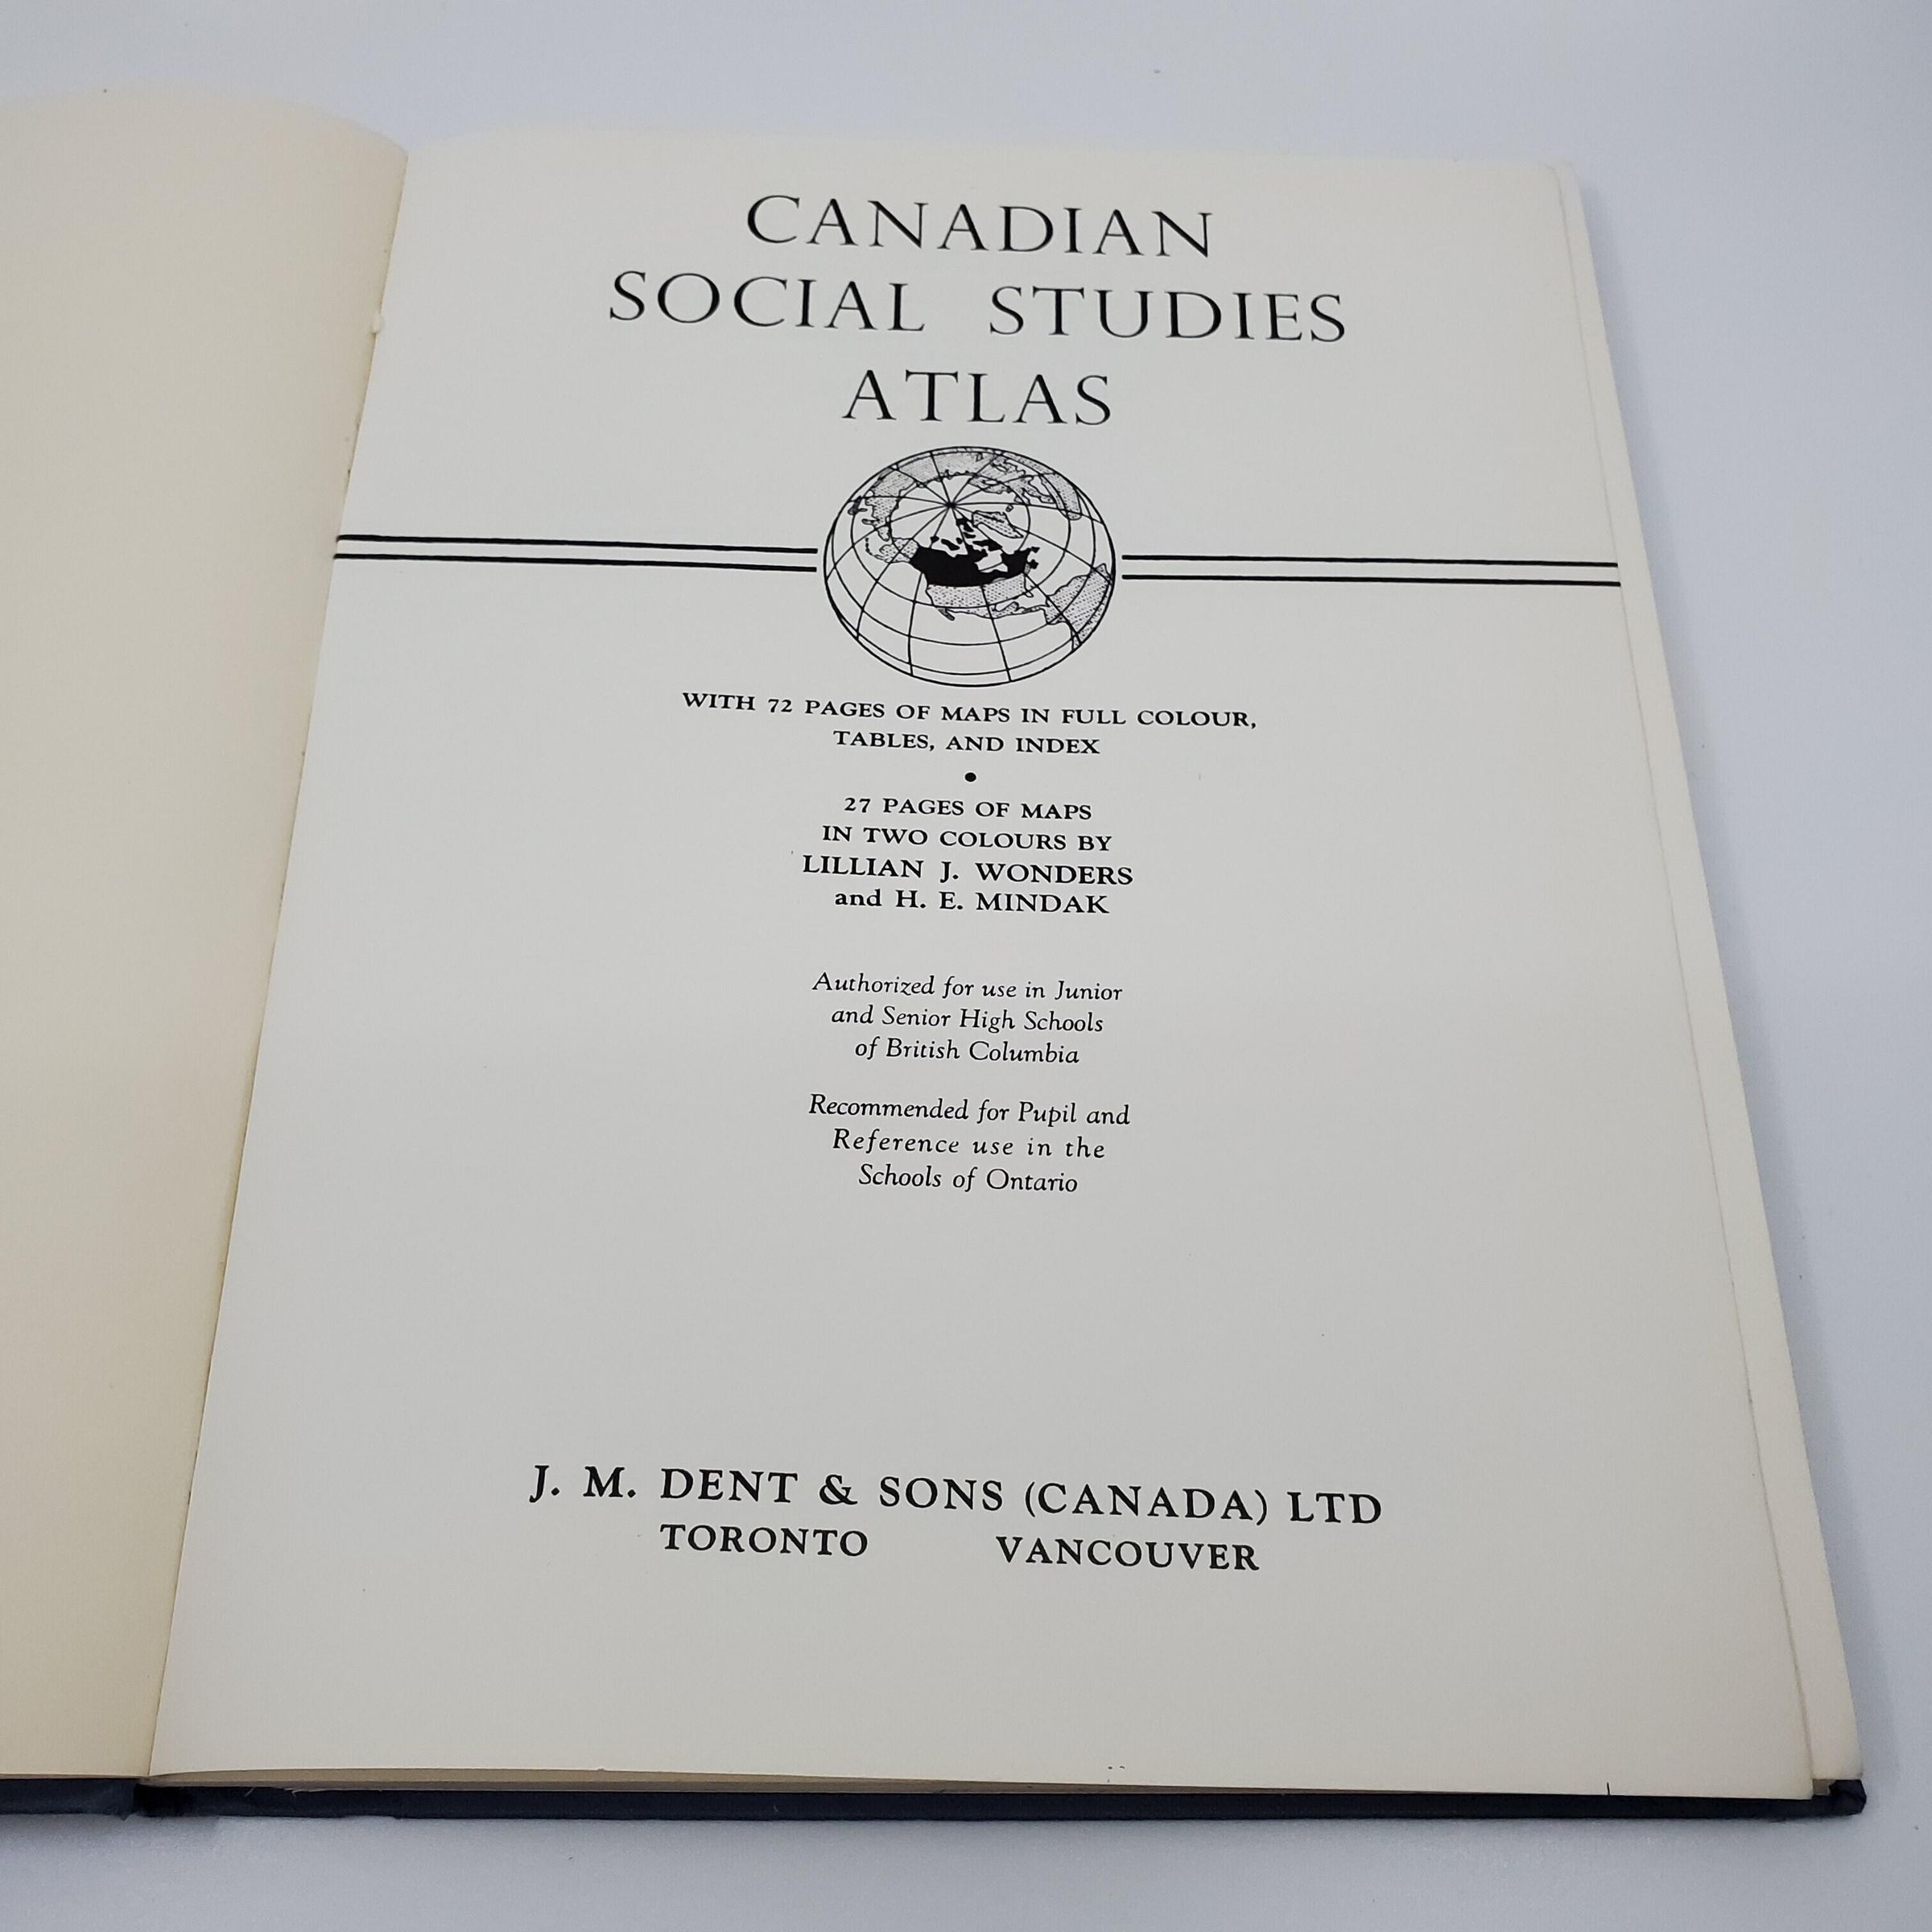 CANADIAN
SOCIAL STUDIES
ATLAS
WITH 72 PAGES OF MAPS IN FULL COLOUR,
TABLES, AND INDEX
•
27 PAGES OF MAPS
IN TWO COLOURS BY
LILLIAN J. WONDERS
and H. E. MINDAK
Authorized for use in Junior
and Senior High Schools
of British Columbia
Recommended for Pupil and
Reference use in the
Schools of Ontario
J. M. DENT & SONS (CANADA) LTD
TORONTO VANCOUVER